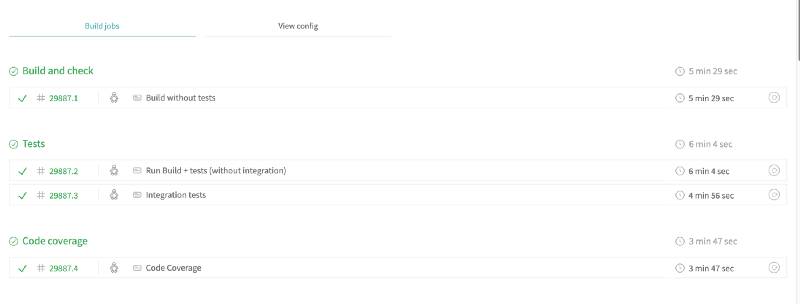 Build jobs View config
Build and check 5 min 29 sec
# 29887.1 Build without tests 5 min 29 sec
Tests 6 min 4 sec
# 29887.2 Run Build + tests (without integration) 6 min 4 sec
# 29887.3 Integration tests 4 min 56 sec
Code coverage 3 min 47 sec
# 29887.4 Code Coverage 3 min 47 sec